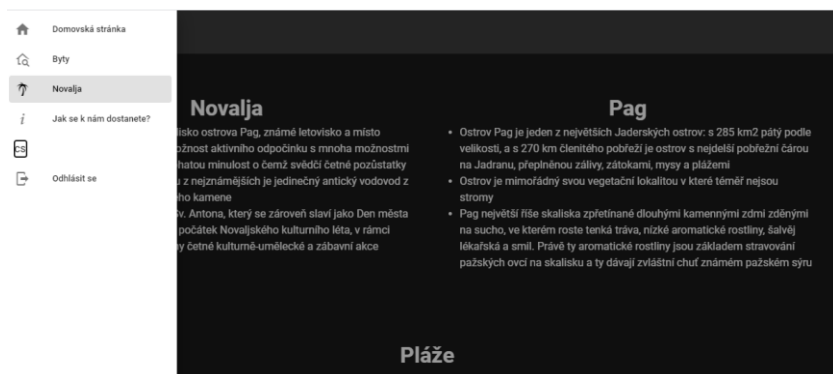 Domovská stránka
Byty
Novalja
Jak se k nám dostanete?
CS
Odhlásit se
Novalja
isko ostrova Pag, známé letovisko a místo
ožnost aktivního odpočinku s mnoha možnostmi
hatou minulost o čemž svědčí četné pozůstatky
u z nejznámějších je jedinečný antický vodovod z
ho kamene
Sv. Antona, který se zároveň slaví jako Den města
počátek Novaljského kulturního léta, v rámci
y četné kulturně-umělecké a zábavní akce
Pag
• Ostrov Pag je jeden z největších Jaderských ostrov: s 285 km2 pátý podle
velikosti, a s 270 km členitého pobřeží je ostrov s nejdelší pobřežní čárou
na Jadranu, přeplněnou zálivy, zátokami, mysy a plážemi
• Ostrov je mimořádný svou vegetační lokalitou v které téměř nejsou
stromy
• Pag největší říše skaliska zpřetínané dlouhými kamennými zdmi zděnými
na sucho, ve kterém roste tenká tráva, nízké aromatické rostliny, šalvěj
lékařská a smil. Právě ty aromatické rostliny jsou základem stravování
pažských ovcí na skalisku a ty dávají zvláštní chuť známém pažském sýru
Pláže